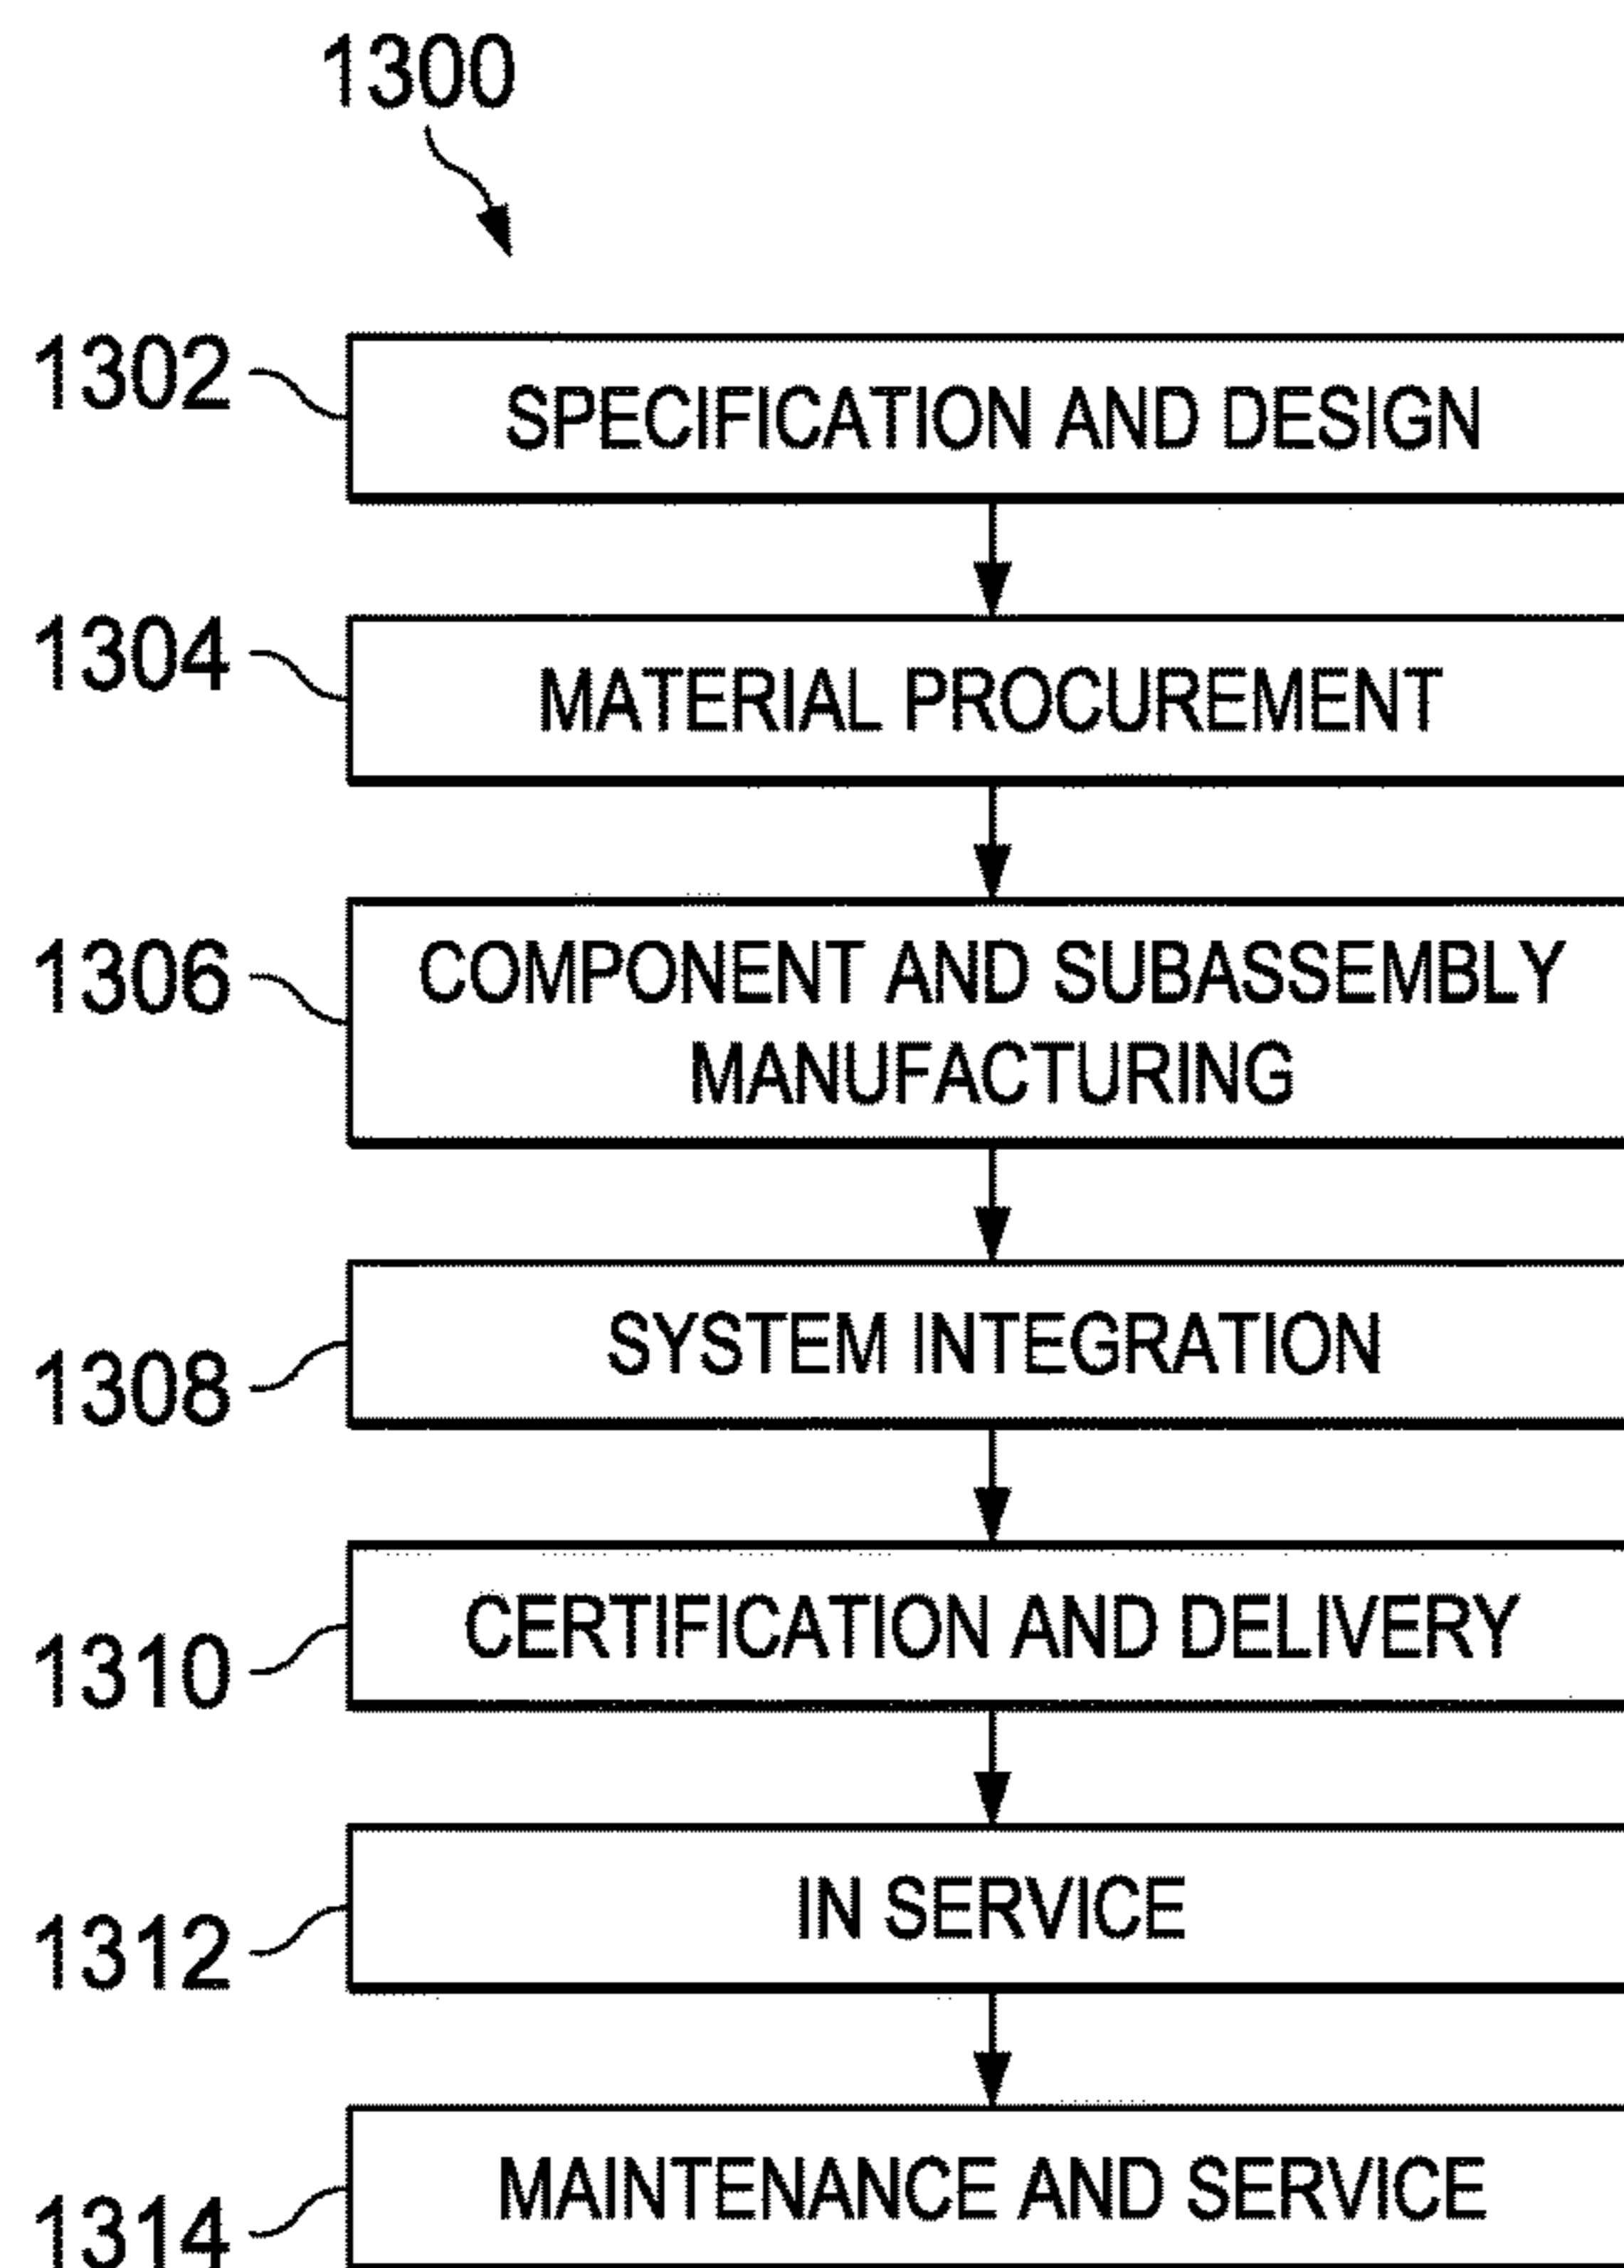 1300
1302
SPECIFICATION AND DESIGN
1304
MATERIAL PROCUREMENT
1306
COMPONENT AND SUBASSEMBLY
MANUFACTURING
1308
SYSTEM INTEGRATION
1310
CERTIFICATION AND DELIVERY
1312
IN SERVICE
1314
MAINTENANCE AND SERVICE